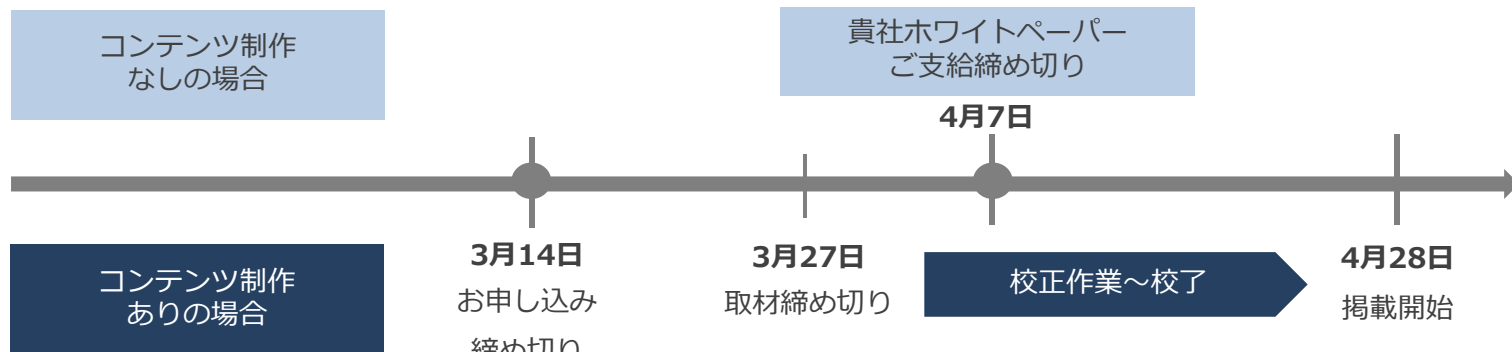 コンテンツ制作
なしの場合
貴社ホワイトペーパー
ご支給締め切り
4月7日
コンテンツ制作
ありの場合
3月14日
お申し込み
締め切り
3月27日
取材締め切り
校正作業～校了
4月28日
掲載開始